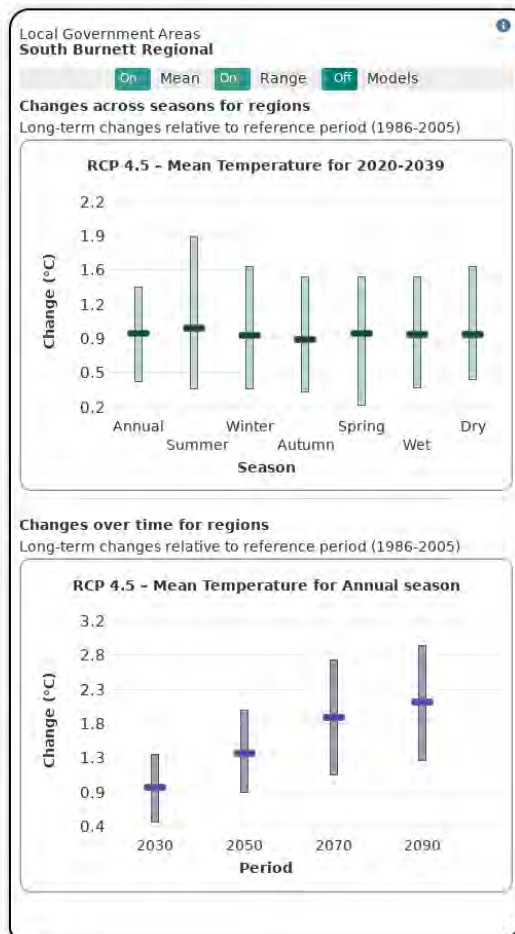 Local Government Areas
South Burnett Regional
On Mean On Range Off Models
Changes across seasons for regions
Long-term changes relative to reference period (1986-2005)
RCP 4.5 – Mean Temperature for 2020-2039
Change (°C)
2.2
1.9
1.6
1.2
0.9
0.5
0.2
Annual Winter Spring Dry
Summer Autumn Wet
Season
Changes over time for regions
Long-term changes relative to reference period (1986-2005)
RCP 4.5 – Mean Temperature for Annual season
Change (°C)
3.2
2.8
2.3
1.8
1.3
0.9
0.4
2030 2050 2070 2090
Period